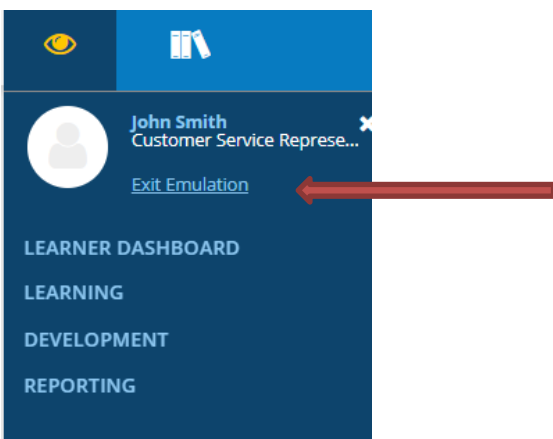 John Smith
Customer Service Represe...
Exit Emulation
LEARNER DASHBOARD
LEARNING
DEVELOPMENT
REPORTING